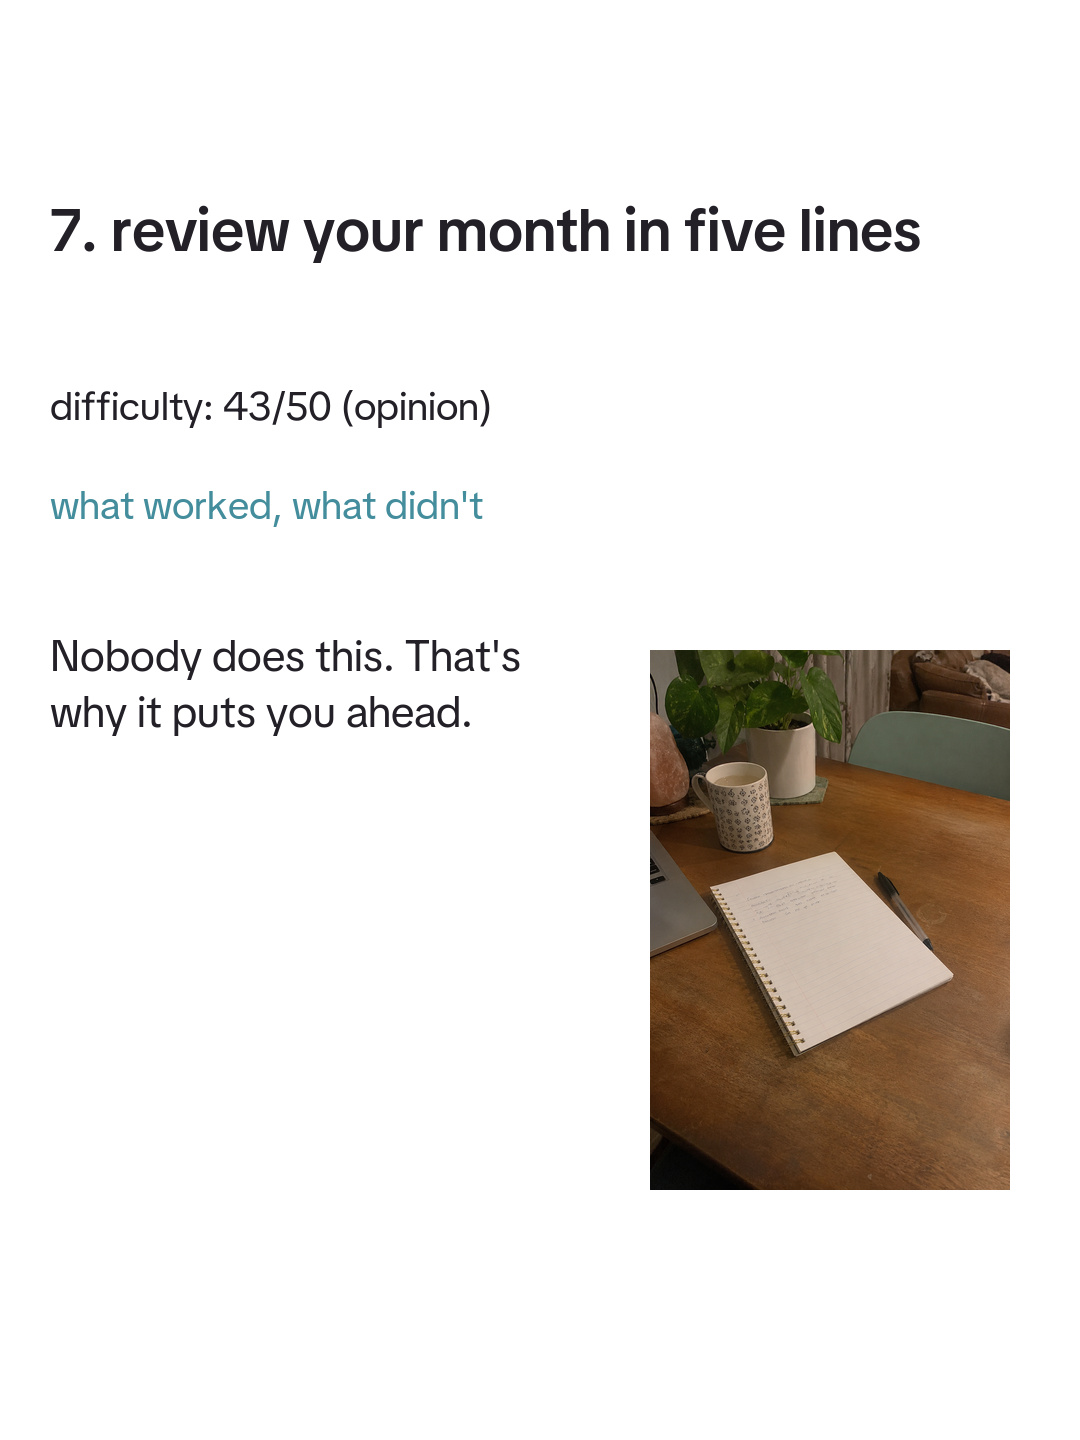 7. review your month in five lines
difficulty: 43/50 (opinion)
what worked, what didn't
Nobody does this. That's
why it puts you ahead.